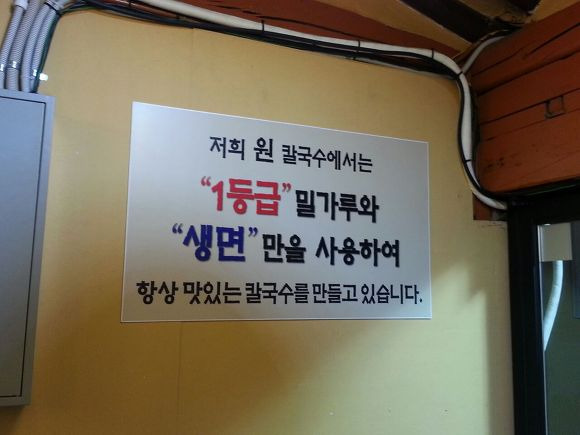 저희 원 칼국수에서는
“1등급” 밀가루와
“생면” 만을 사용하여
항상 맛있는 칼국수를 만들고 있습니다.